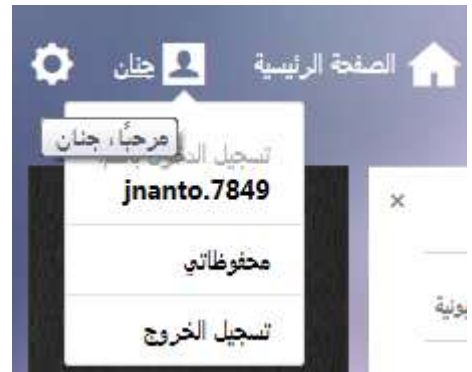 الصفحة الرئيسية
جنان
مرحبًا، جنان
تسجيل الدخول
jnanto.7849
محفوظاتي
تسجيل الخروج
×